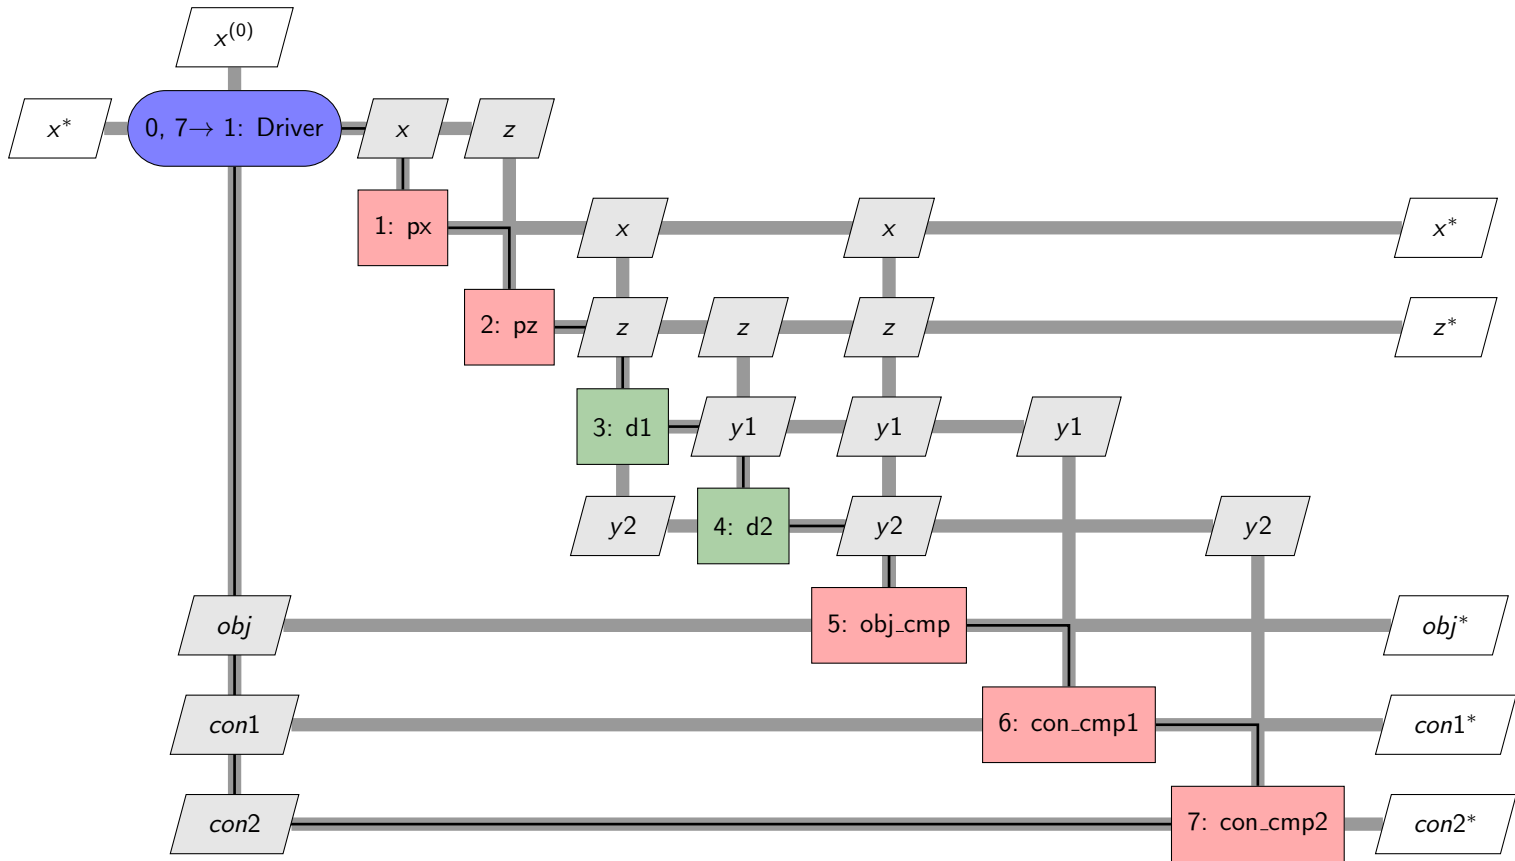 x(0)
x* 0, 7→ 1: Driver x z
1: px x x x*
2: pz z z z z*
3: d1 y1 y1 y1
y2 4: d2 y2 y2
obj 5: obj_cmp obj*
con1 6: con_cmp1 con1*
con2 7: con_cmp2 con2*